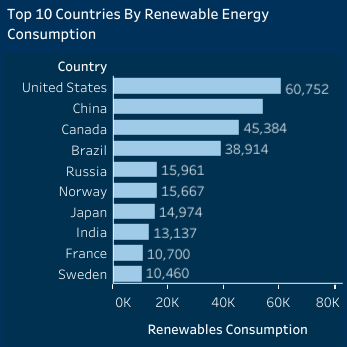 Top 10 Countries By Renewable Energy
Consumption
Country
United States 60,752
China
Canada 45,384
Brazil 38,914
Russia 15,961
Norway 15,667
Japan 14,974
India 13,137
France 10,700
Sweden 10,460
0K 20K 40K 60K 80K
Renewables Consumption